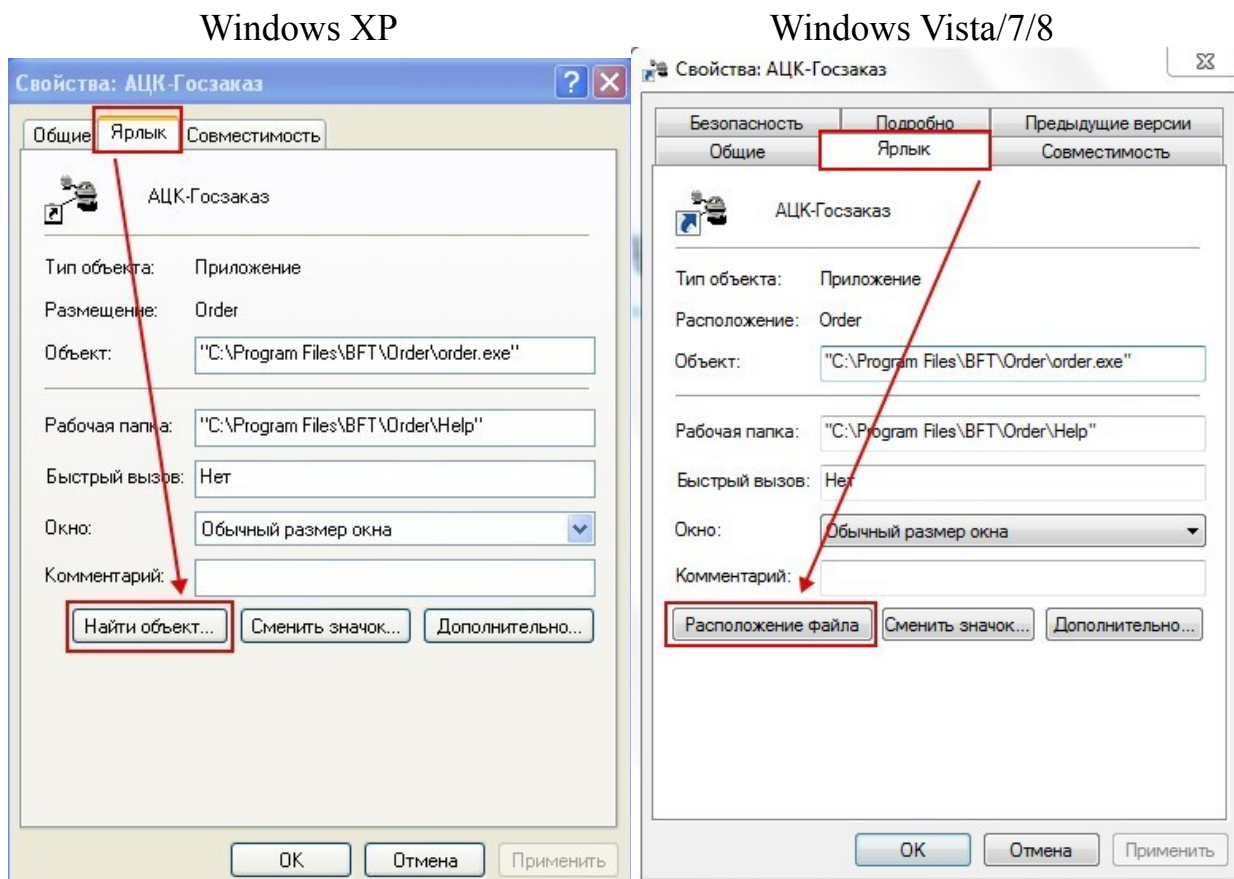 Windows XP
Windows Vista/7/8
Свойства: АЦК-Госзаказ
Общие
Ярлык
Совместимость
АЦК-Госзаказ
Тип объекта: Приложение
Размещение: Order
Объект: "C:\Program Files\BFT\Order\order.exe"
Рабочая папка: "C:\Program Files\BFT\Order\Help"
Быстрый вызов: Нет
Окно: Обычный размер окна
Комментарий:
Найти объект... Сменить значок... Дополнительно...
OK Отмена Применить
Свойства: АЦК-Госзаказ
Безопасность Подробно Предыдущие версии
Общие Ярлык Совместимость
АЦК-Госзаказ
Тип объекта: Приложение
Расположение: Order
Объект: "C:\Program Files\BFT\Order\order.exe"
Рабочая папка: "C:\Program Files\BFT\Order\Help"
Быстрый вызов: Нет
Окно: Обычный размер окна
Комментарий:
Расположение файла Сменить значок... Дополнительно...
OK Отмена Применить